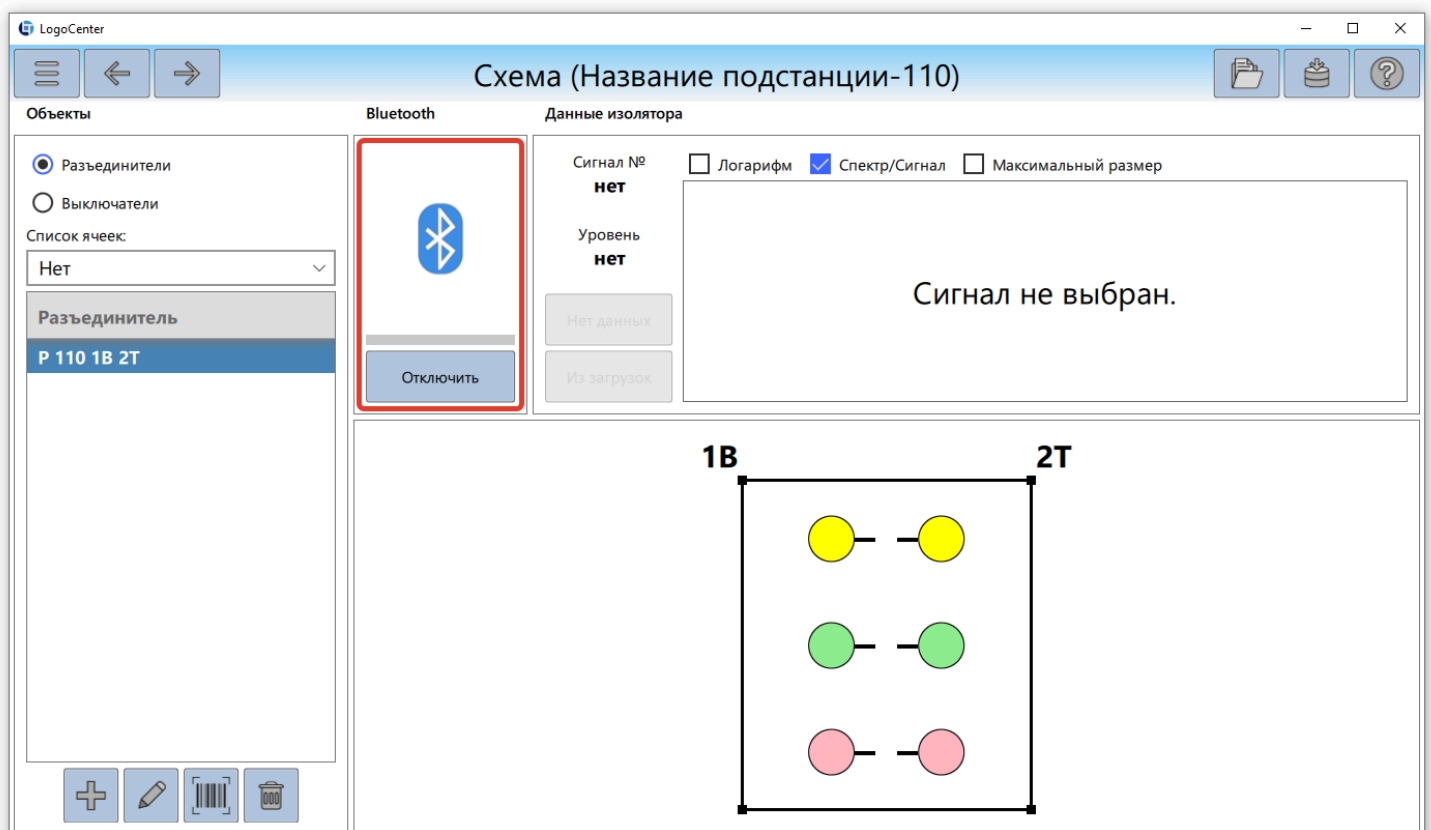 LogoCenter
Схема (Название подстанции-110)
Объекты
Bluetooth
Данные изолятора
Разъединители
Выключатели
Список ячеек:
Нет
Разъединитель
Р 110 1В 2Т
Отключить
Сигнал №
нет
Уровень
нет
Нет данных
Из загрузок
Логарифм
Спектр/Сигнал
Максимальный размер
Сигнал не выбран.
1В
2Т